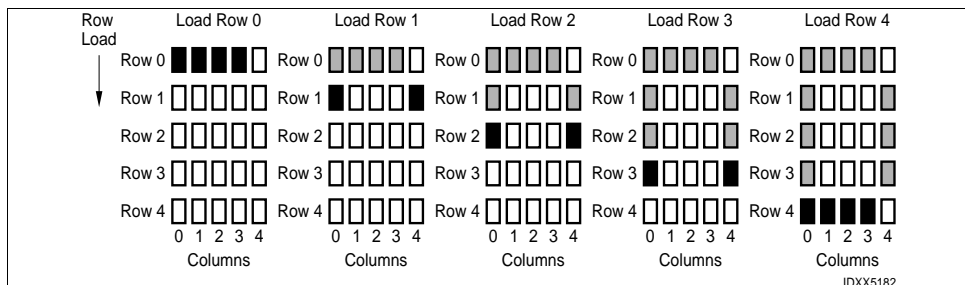 Row Load
Load Row 0 Load Row 1 Load Row 2 Load Row 3 Load Row 4
Row 0 Row 0 Row 0 Row 0 Row 0
Row 1 Row 1 Row 1 Row 1 Row 1
Row 2 Row 2 Row 2 Row 2 Row 2
Row 3 Row 3 Row 3 Row 3 Row 3
Row 4 Row 4 Row 4 Row 4 Row 4
0 1 2 3 4 0 1 2 3 4 0 1 2 3 4 0 1 2 3 4 0 1 2 3 4
Columns Columns Columns Columns Columns
IDXX5182